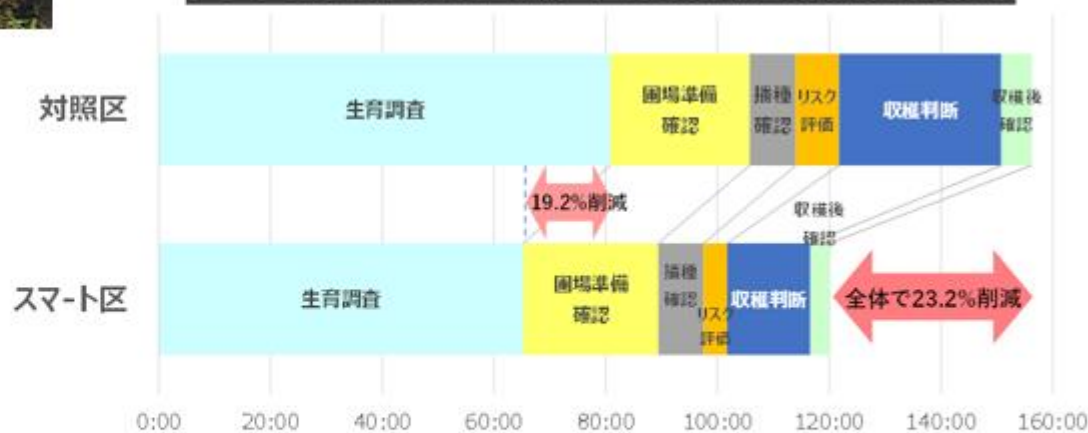 対照区
生育調査
圃場準備
確認
播種
確認
リスク
評価
収穫判断
収穫後
確認
19.2%削減
収穫後
確認
スマート区
生育調査
圃場準備
確認
播種
確認
リスク
評価
収穫判断
全体で23.2%削減
0:00
20:00
40:00
60:00
80:00
100:00
120:00
140:00
160:00